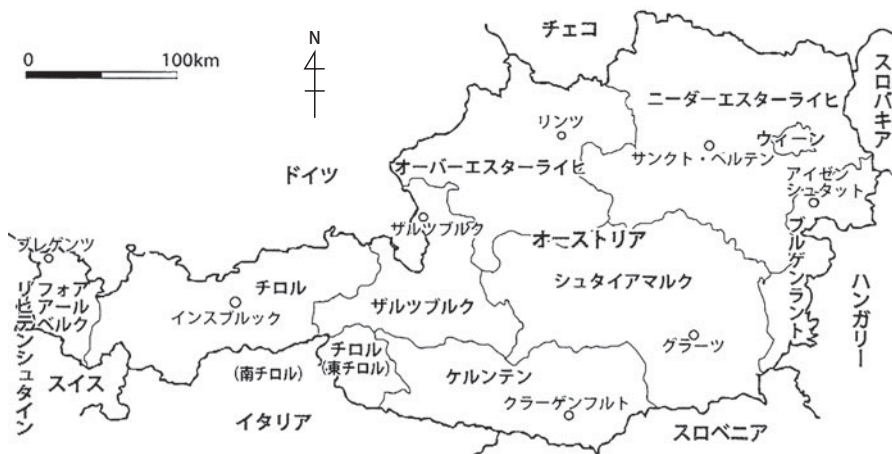 チェコ
0
100km
N
スロバキア
ニーダーエスターライヒ
リンツ
ウィーン
サンクト・ペルテン
オーバーエスターライヒ
ドイツ
アイゼン
シュタット
ザルツブルク
オーストリア
ブレゲンツ
ブルゲンラント
チロル
シュタイアマルク
ハンガリー
フォア
アール
ベルク
ザルツブルク
インスブルック
リヒテンシュタイン
グラーツ
チロル
(東チロル)
(南チロル)
ケルンテン
スイス
クラーゲンフルト
イタリア
スロベニア